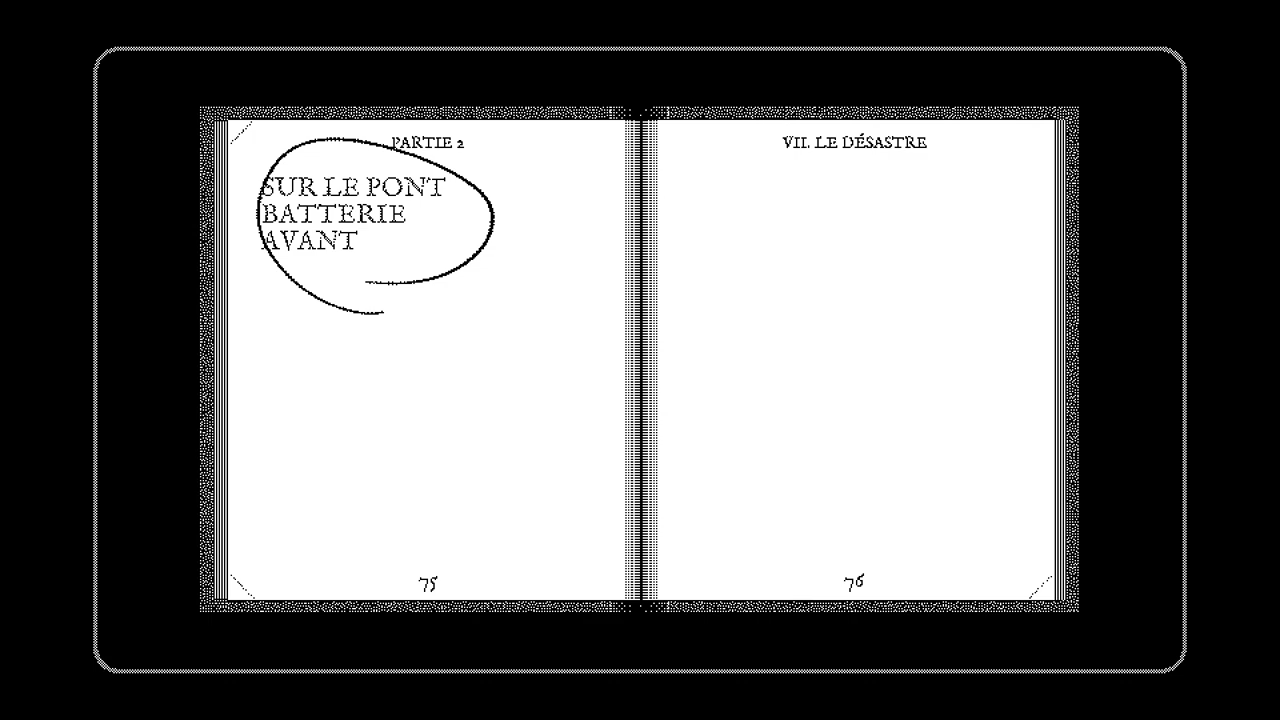 PARTIE 2
SUR LE PONT
BATTERIE
AVANT
75
VII. LE DÉSASTRE
76